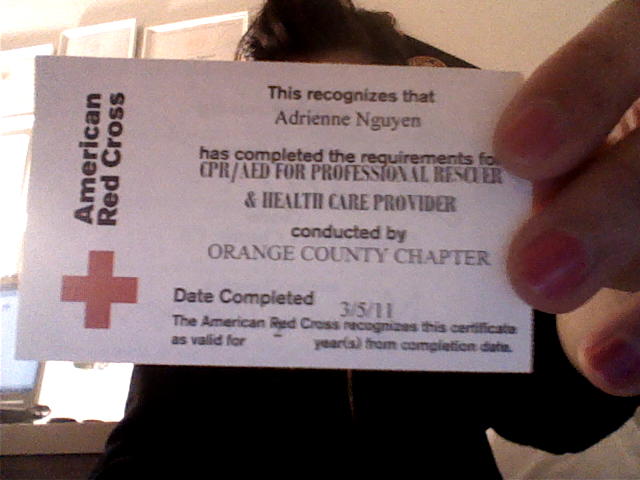 American
Red Cross
This recognizes that
Adrienne Nguyen
has completed the requirements for
CPR/AED FOR PROFESSIONAL RESCUER
& HEALTH CARE PROVIDER
conducted by
ORANGE COUNTY CHAPTER
Date Completed 3/5/11
The American Red Cross recognizes this certificate
as valid for year(s) from completion date.